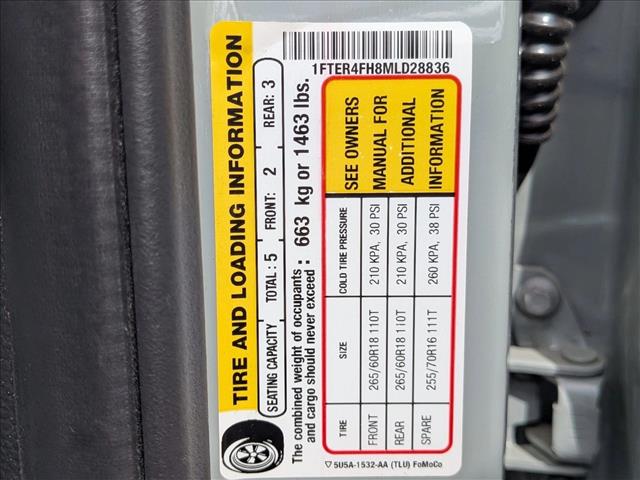 1FTER4FH8MLD28836
TIRE AND LOADING INFORMATION
SEATING CAPACITY TOTAL : 5 FRONT: 2 REAR: 3
The combined weight of occupants
and cargo should never exceed : 663 kg or 1463 lbs.
TIRE SIZE COLD TIRE PRESSURE
FRONT 265/60R18 110T 210 KPA, 30 PSI
REAR 265/60R18 110T 210 KPA, 30 PSI
SPARE 255/70R16 111T 260 KPA, 38 PSI
SEE OWNERS
MANUAL FOR
ADDITIONAL
INFORMATION
5U5A-1532-AA (TLU) FoMoCo